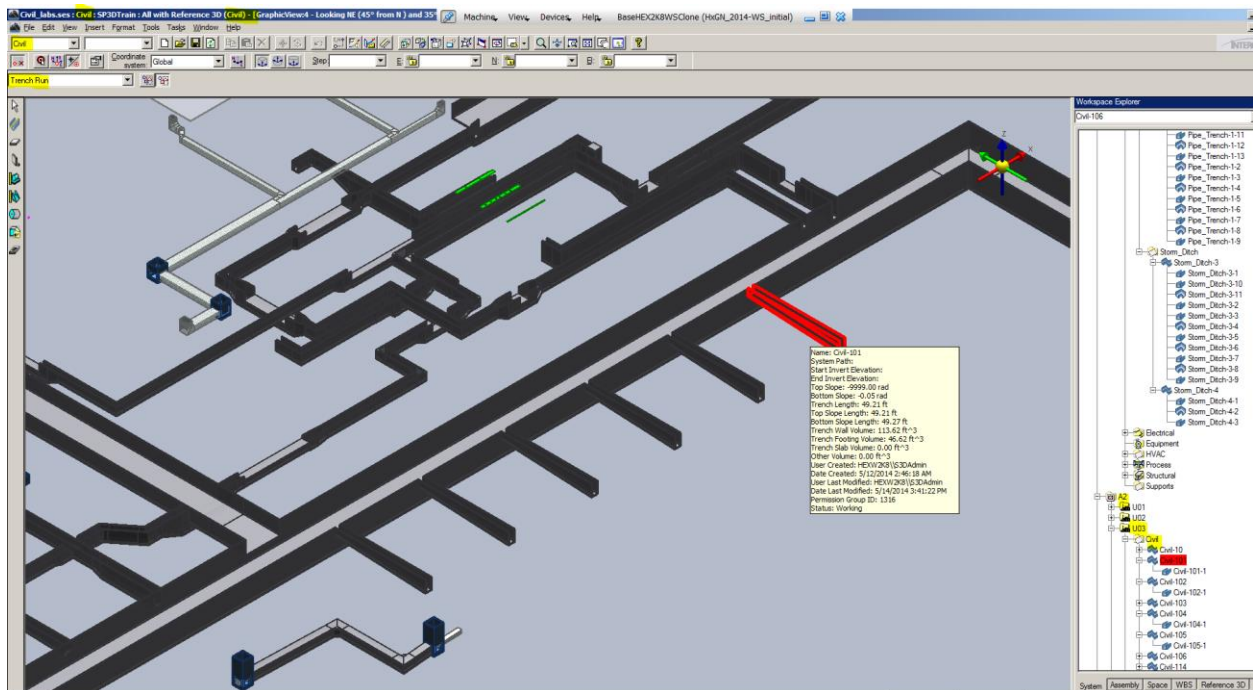 Civil_labs.ses : Civil : SP3DTrain : All with Reference 3D (Civil) - [GraphicView:4 - Looking NE (45° from N ) and 35°
Machine View Devices Help BaseHEX2K8WSClone (HxGN_2014-WS_initial)
File Edit View Insert Format Tools Tasks Window Help
Civil
Coordinate system: Global Step: E: N: B:
Trench Run
Workspace Explorer
Civil-106
Pipe_Trench-1-11
Pipe_Trench-1-12
Pipe_Trench-1-13
Pipe_Trench-1-2
Pipe_Trench-1-3
Pipe_Trench-1-4
Pipe_Trench-1-5
Pipe_Trench-1-6
Pipe_Trench-1-7
Pipe_Trench-1-8
Pipe_Trench-1-9
Storm_Ditch
Storm_Ditch-3
Storm_Ditch-3-1
Storm_Ditch-3-10
Storm_Ditch-3-11
Storm_Ditch-3-2
Storm_Ditch-3-3
Storm_Ditch-3-4
Storm_Ditch-3-5
Storm_Ditch-3-6
Storm_Ditch-3-7
Storm_Ditch-3-8
Storm_Ditch-3-9
Storm_Ditch-4
Storm_Ditch-4-1
Storm_Ditch-4-2
Storm_Ditch-4-3
Electrical
Equipment
HVAC
Process
Structural
Supports
A2
U01
U02
U03
Civil
Civil-10
Civil-101
Civil-101-1
Civil-102
Civil-102-1
Civil-103
Civil-104
Civil-104-1
Civil-105
Civil-105-1
Civil-106
Civil-114
System Assembly Space WBS Reference 3D
Z
X
Name: Civil-101
System Path:
Start Invert Elevation:
End Invert Elevation:
Top Slope: -9999.00 rad
Bottom Slope: -0.05 rad
Trench Length: 49.21 ft
Top Slope Length: 49.21 ft
Bottom Slope Length: 49.27 ft
Trench Wall Volume: 113.62 ft^3
Trench Footing Volume: 46.62 ft^3
Trench Slab Volume: 0.00 ft^3
Other Volume: 0.00 ft^3
User Created: HEXW2K8\\S3DAdmin
Date Created: 5/12/2014 2:46:18 AM
User Last Modified: HEXW2K8\\S3DAdmin
Date Last Modified: 5/14/2014 3:41:22 PM
Permission Group ID: 1316
Status: Working